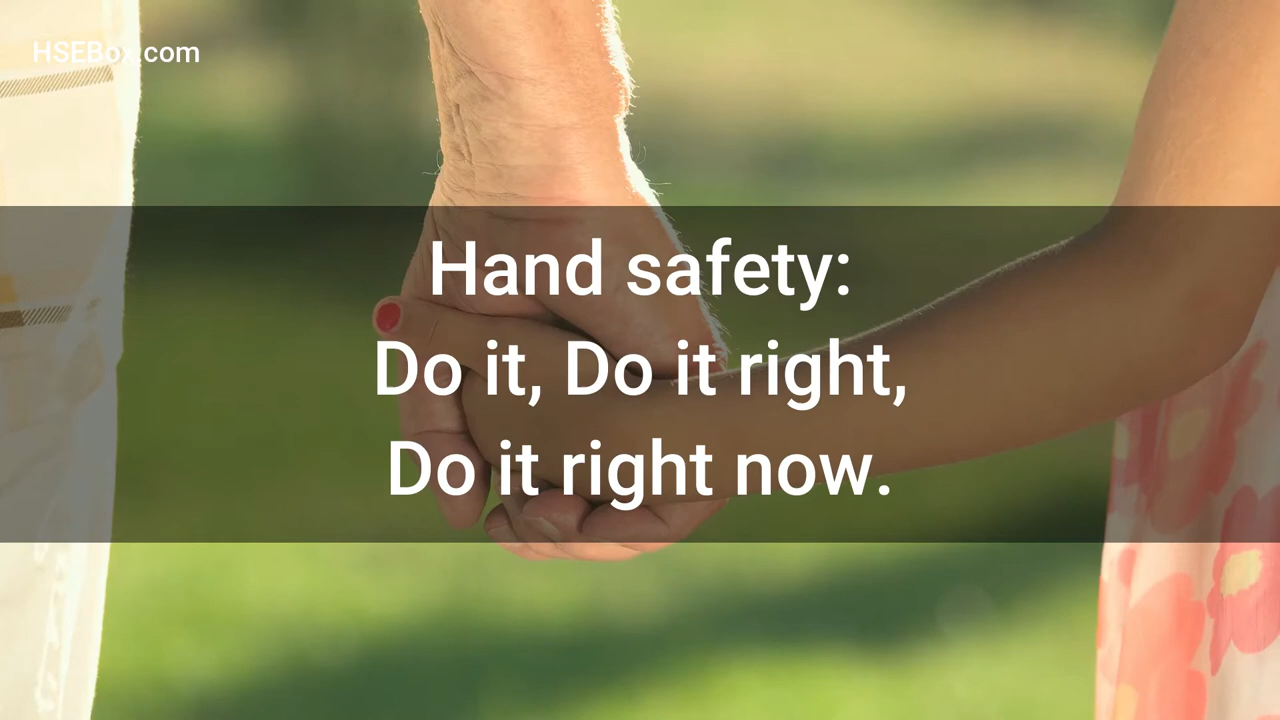 HSEBox.com
Hand safety:
Do it, Do it right,
Do it right now.